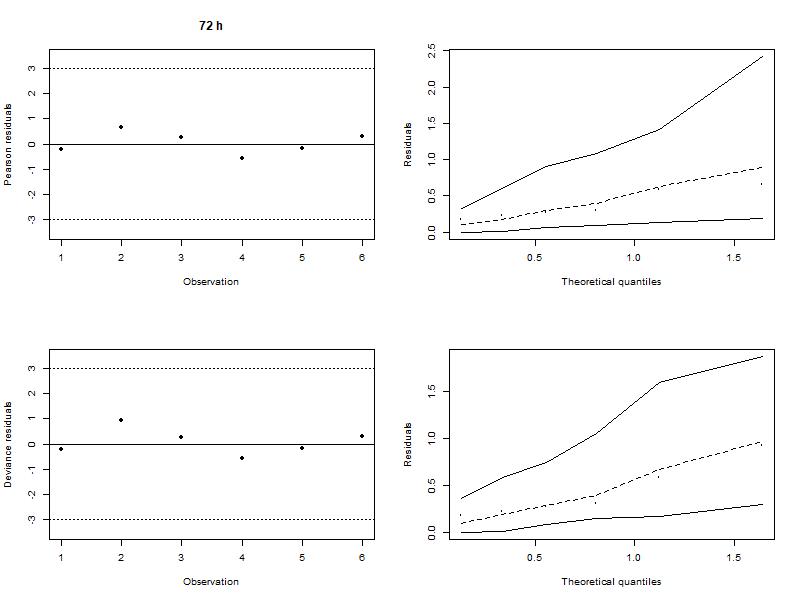 72 h
3
2
1
0
-1
-2
-3
Pearson residuals
1 2 3 4 5 6
Observation
2.5
2.0
1.5
1.0
0.5
0.0
Residuals
0.5 1.0 1.5
Theoretical quantiles
3
2
1
0
-1
-2
-3
Deviance residuals
1 2 3 4 5 6
Observation
1.5
1.0
0.5
0.0
Residuals
0.5 1.0 1.5
Theoretical quantiles